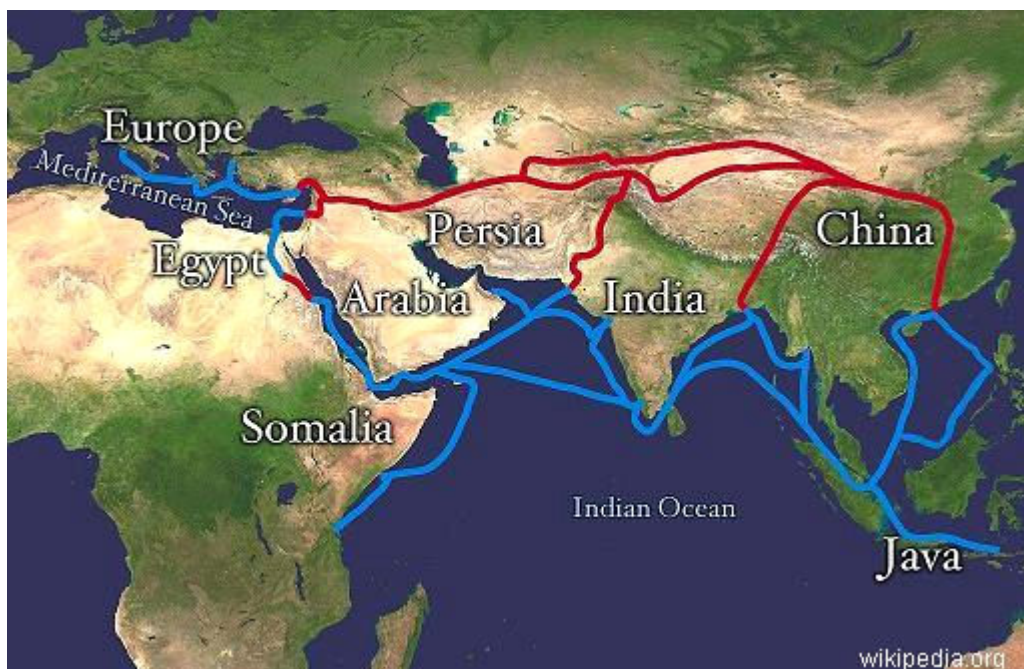 Europe
Mediterranean Sea
Egypt
Persia
China
Arabia
India
Somalia
Indian Ocean
Java
wikipedia.org